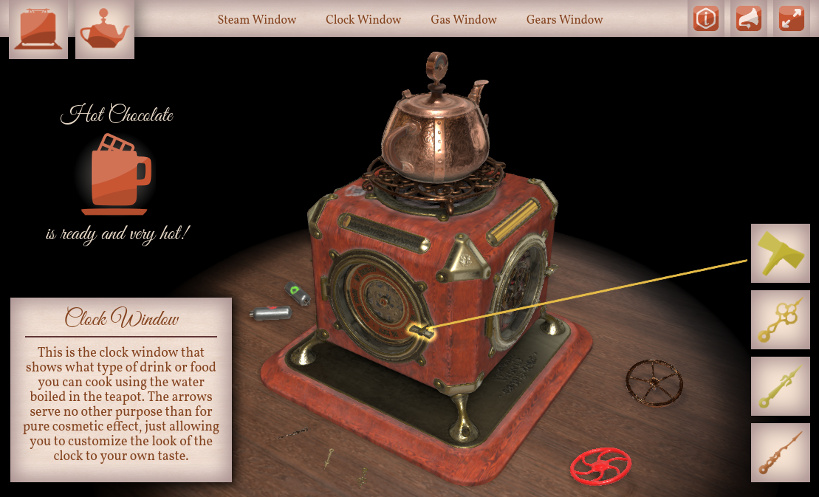 Steam Window Clock Window Gas Window Gears Window
Hot Chocolate
is ready and very hot!
Clock Window
This is the clock window that
shows what type of drink or food
you can cook using the water
boiled in the teapot. The arrows
serve no other purpose than for
pure cosmetic effect, just allowing
you to customize the look of the
clock to your own taste.